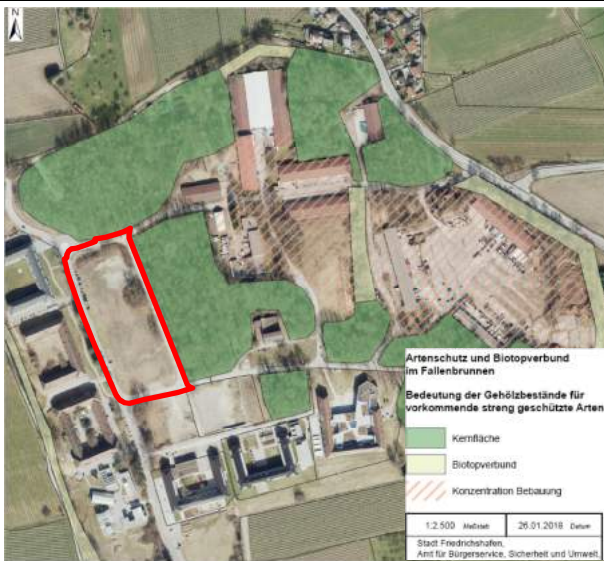 N
Artenschutz und Biotopverbund
im Fallenbrunnen
Bedeutung der Gehölzbestände für
vorkommende streng geschützte Arten
Kernfläche
Biotopverbund
Konzentration Bebauung
1:2.500 Maßstab 26.01.2018 Datum
Stadt Friedrichshafen,
Amt für Bürgerservice, Sicherheit und Umwelt,